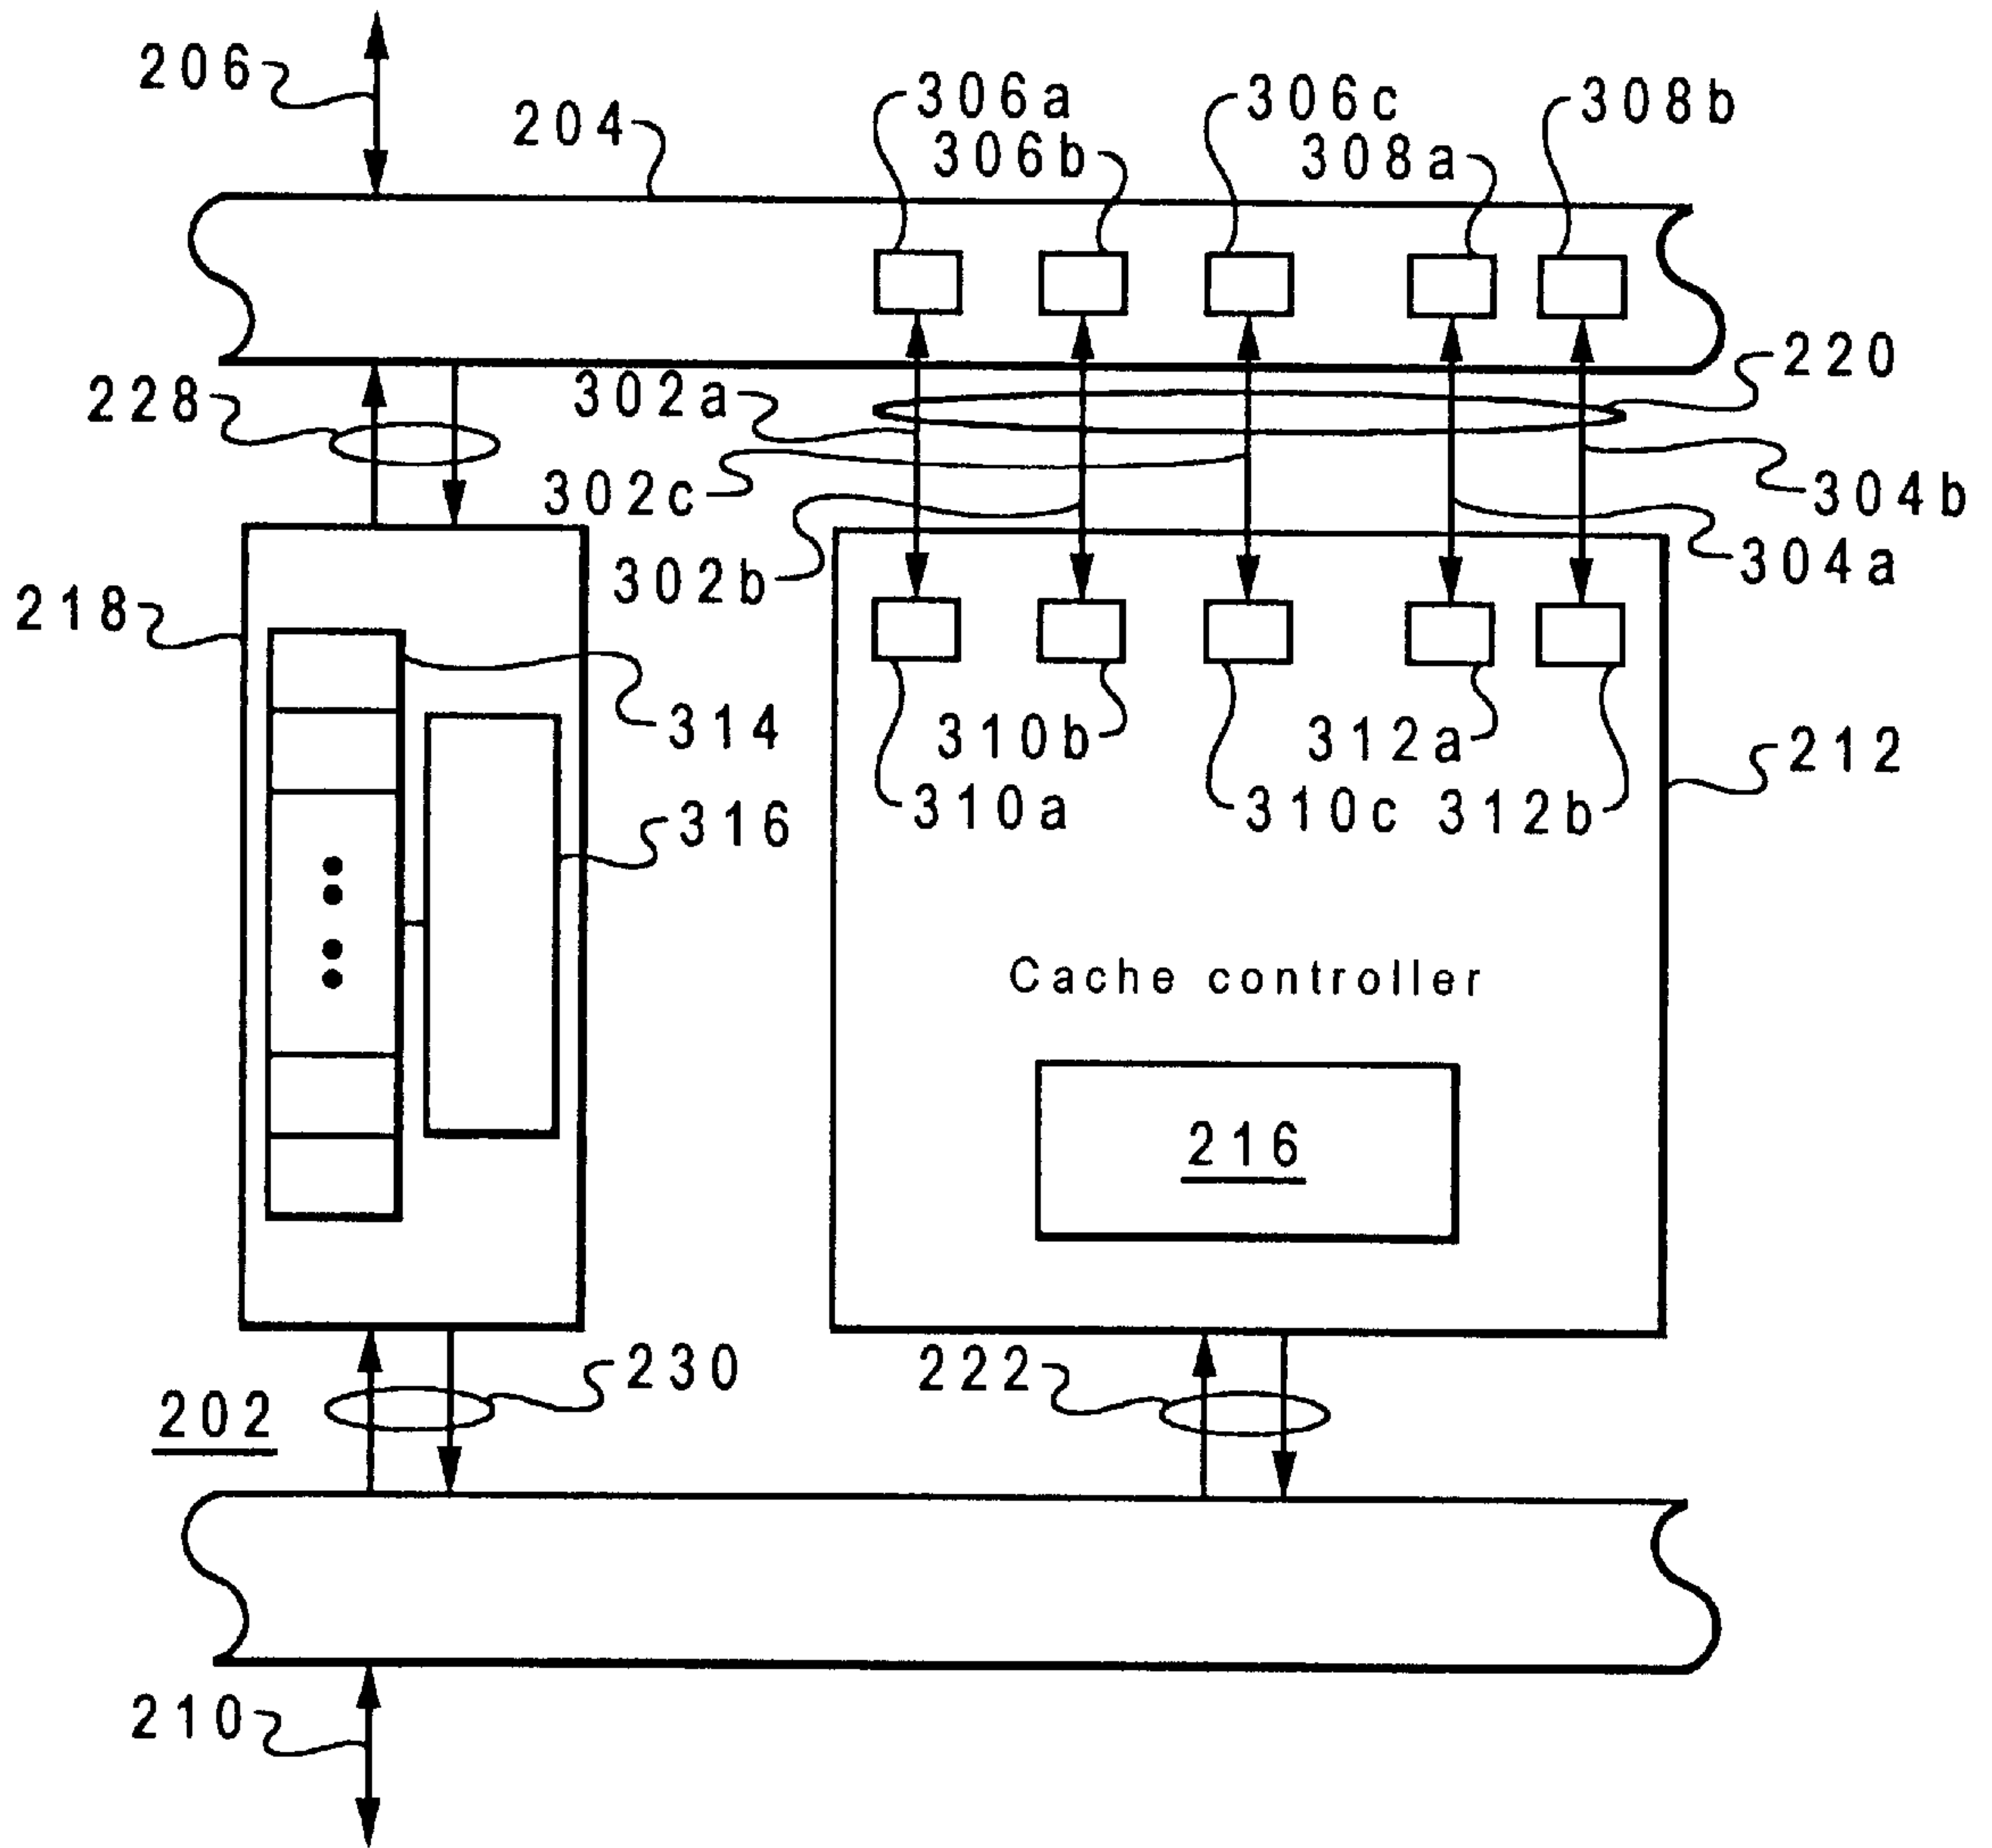 206
204
306a
306b
306c
308a
308b
228
302a
220
302c
304b
302b
304a
218
314
310b
312a
212
310a
310c
312b
316
Cache controller
216
230
222
202
210